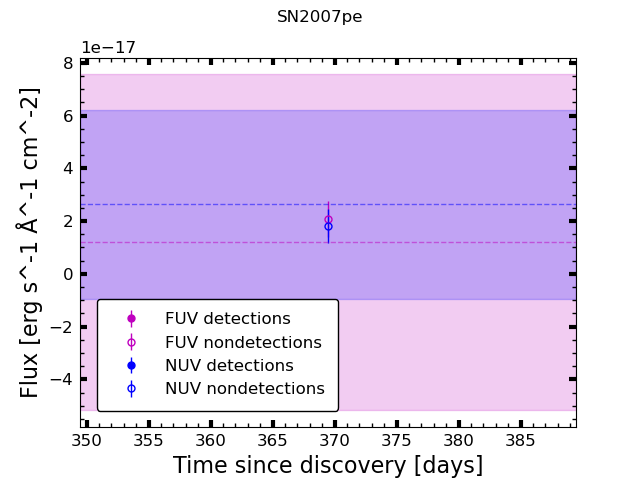 SN2007pe
1e−17
8
6
4
2
0
−2
−4
Flux [erg s^-1 Å^-1 cm^-2]
FUV detections
FUV nondetections
NUV detections
NUV nondetections
350 355 360 365 370 375 380 385
Time since discovery [days]